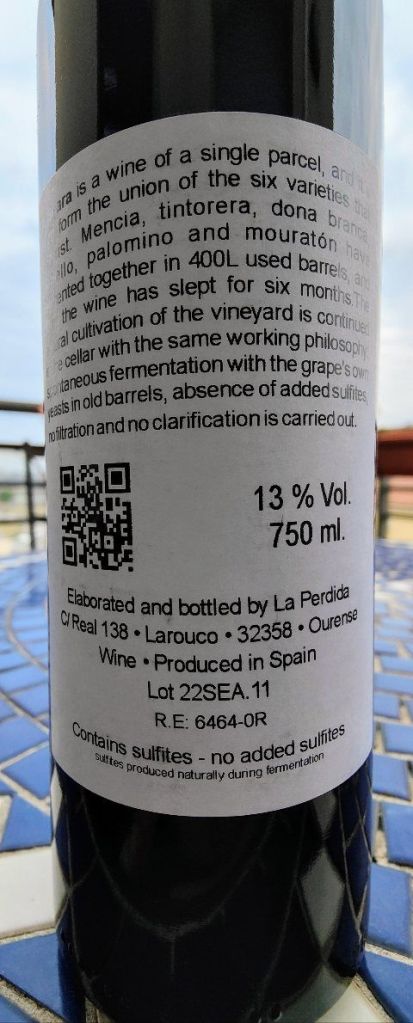 is a wine of a single parcel, and
form the union of the six varieties
Mencia, tintorera, dona branca,
palomino and mouratón have
together in 400L used barrels, and
the wine has slept for six months. The
cultivation of the vineyard is continued
cellar with the same working philosophy.
fermentation with the grape's own
yeasts in old barrels, absence of added sulfites,
no filtration and no clarification is carried out.
13 % Vol.
750 ml.
Elaborated and bottled by La Perdida
C/ Real 138 • Larouco • 32358 • Ourense
Wine • Produced in Spain
Lot 22SEA.11
R.E: 6464-0R
Contains sulfites - no added sulfites
sulfites produced naturally during fermentation